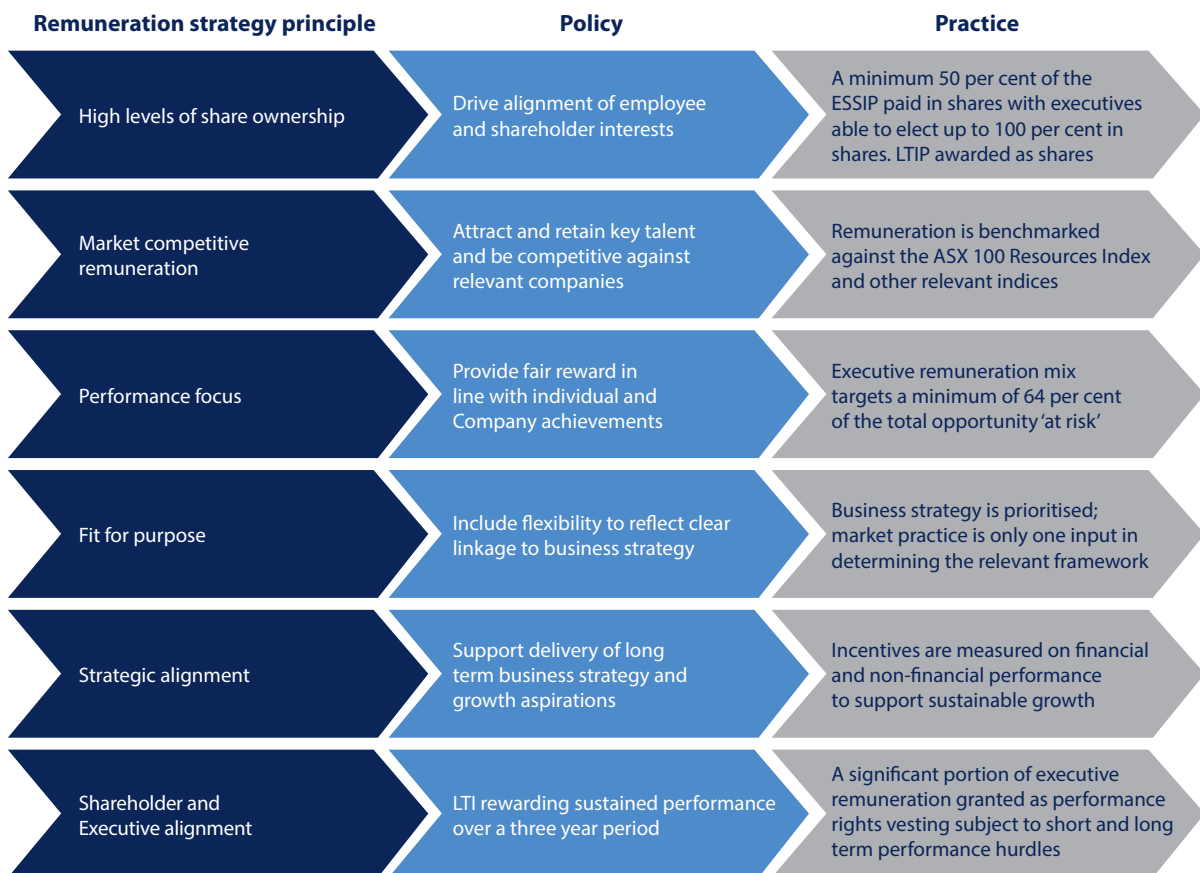 Remuneration strategy principle
Policy
Practice
High levels of share ownership
Drive alignment of employee
and shareholder interests
A minimum 50 per cent of the
ESSIP paid in shares with executives
able to elect up to 100 per cent in
shares. LTIP awarded as shares
Market competitive
remuneration
Attract and retain key talent
and be competitive against
relevant companies
Remuneration is benchmarked
against the ASX 100 Resources Index
and other relevant indices
Performance focus
Provide fair reward in
line with individual and
Company achievements
Executive remuneration mix
targets a minimum of 64 per cent
of the total opportunity ‘at risk’
Fit for purpose
Include flexibility to reflect clear
linkage to business strategy
Business strategy is prioritised;
market practice is only one input in
determining the relevant framework
Strategic alignment
Support delivery of long
term business strategy and
growth aspirations
Incentives are measured on financial
and non-financial performance
to support sustainable growth
Shareholder and
Executive alignment
LTI rewarding sustained performance
over a three year period
A significant portion of executive
remuneration granted as performance
rights vesting subject to short and long
term performance hurdles